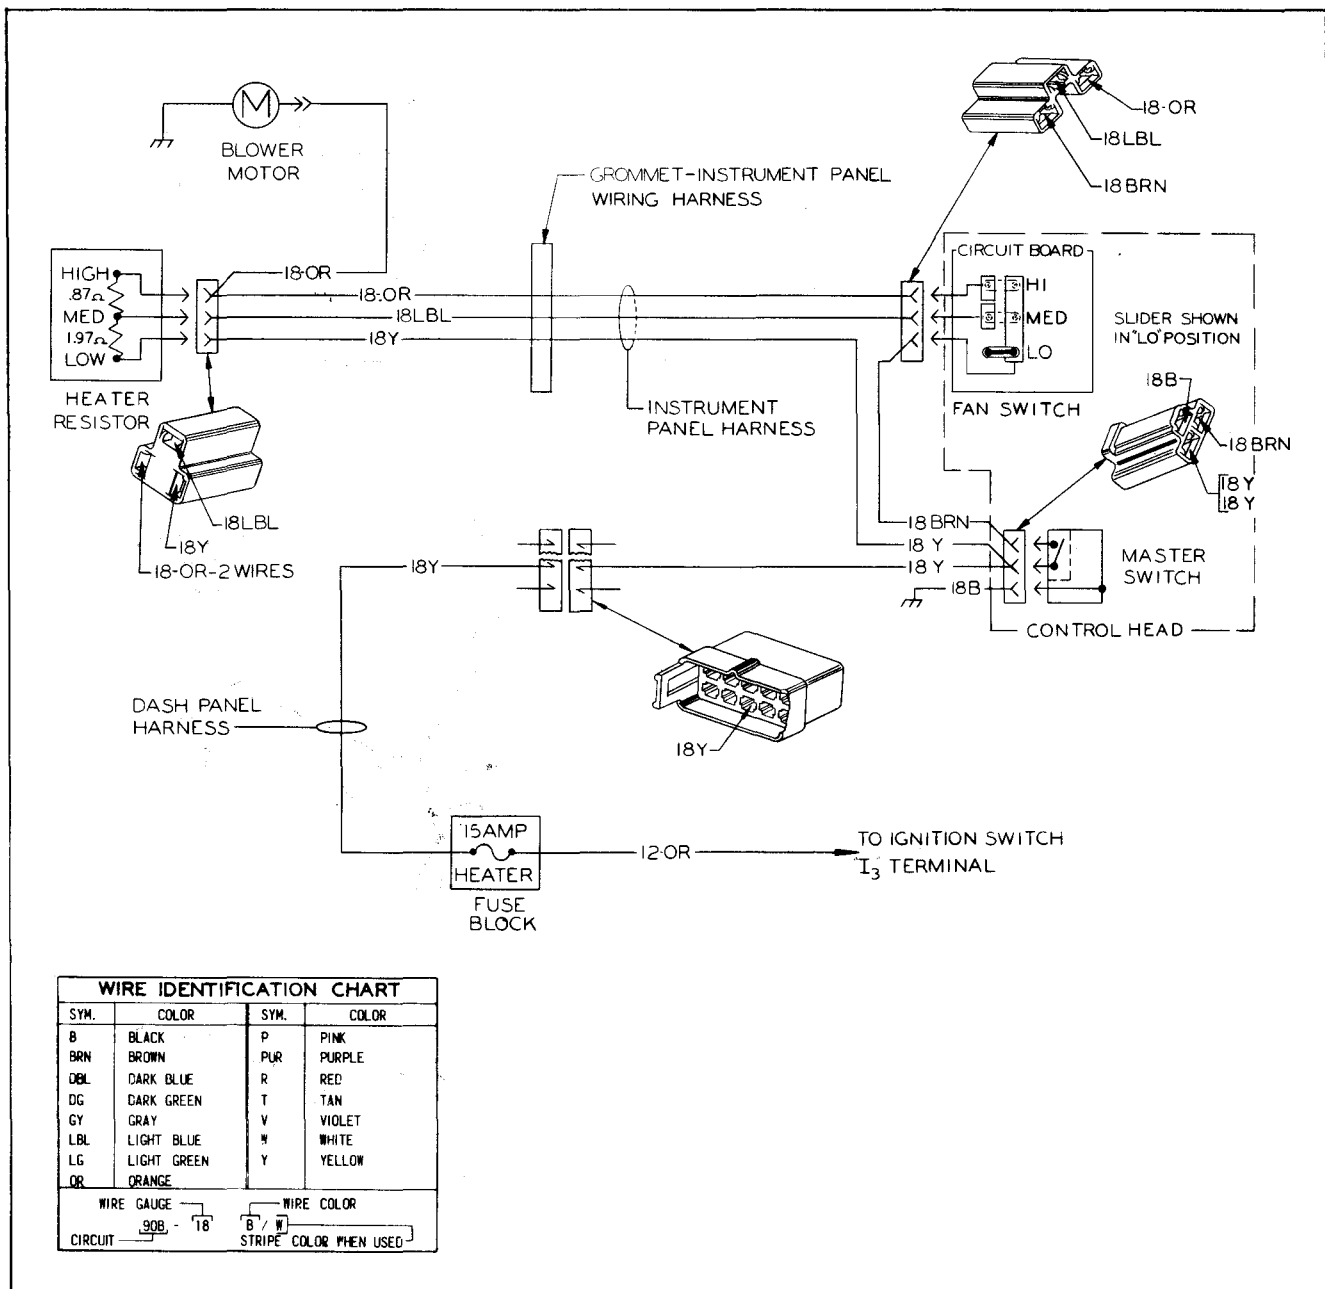 M
BLOWER
MOTOR
GROMMET-INSTRUMENT PANEL
WIRING HARNESS
18-OR
18LBL
18BRN
HIGH
.87Ω
MED
1.97Ω
LOW
HEATER
RESISTOR
18-OR
18-OR
18LBL
18Y
INSTRUMENT
PANEL HARNESS
CIRCUIT BOARD
HI
MED
LO
FAN SWITCH
SLIDER SHOWN
IN "LO" POSITION
18B
18BRN
18Y
18Y
18LBL
18Y
18-OR-2 WIRES
18Y
18BRN
18Y
18Y
18B
MASTER
SWITCH
CONTROL HEAD
DASH PANEL
HARNESS
18Y
15AMP
HEATER
FUSE
BLOCK
12-OR
TO IGNITION SWITCH
I3 TERMINAL
WIRE IDENTIFICATION CHART
SYM. COLOR SYM. COLOR
B BLACK P PINK
BRN BROWN PUR PURPLE
DBL DARK BLUE R RED
DG DARK GREEN T TAN
GY GRAY V VIOLET
LBL LIGHT BLUE W WHITE
LG LIGHT GREEN Y YELLOW
OR ORANGE
WIRE GAUGE WIRE COLOR
90B - 18 B / W
CIRCUIT STRIPE COLOR WHEN USED